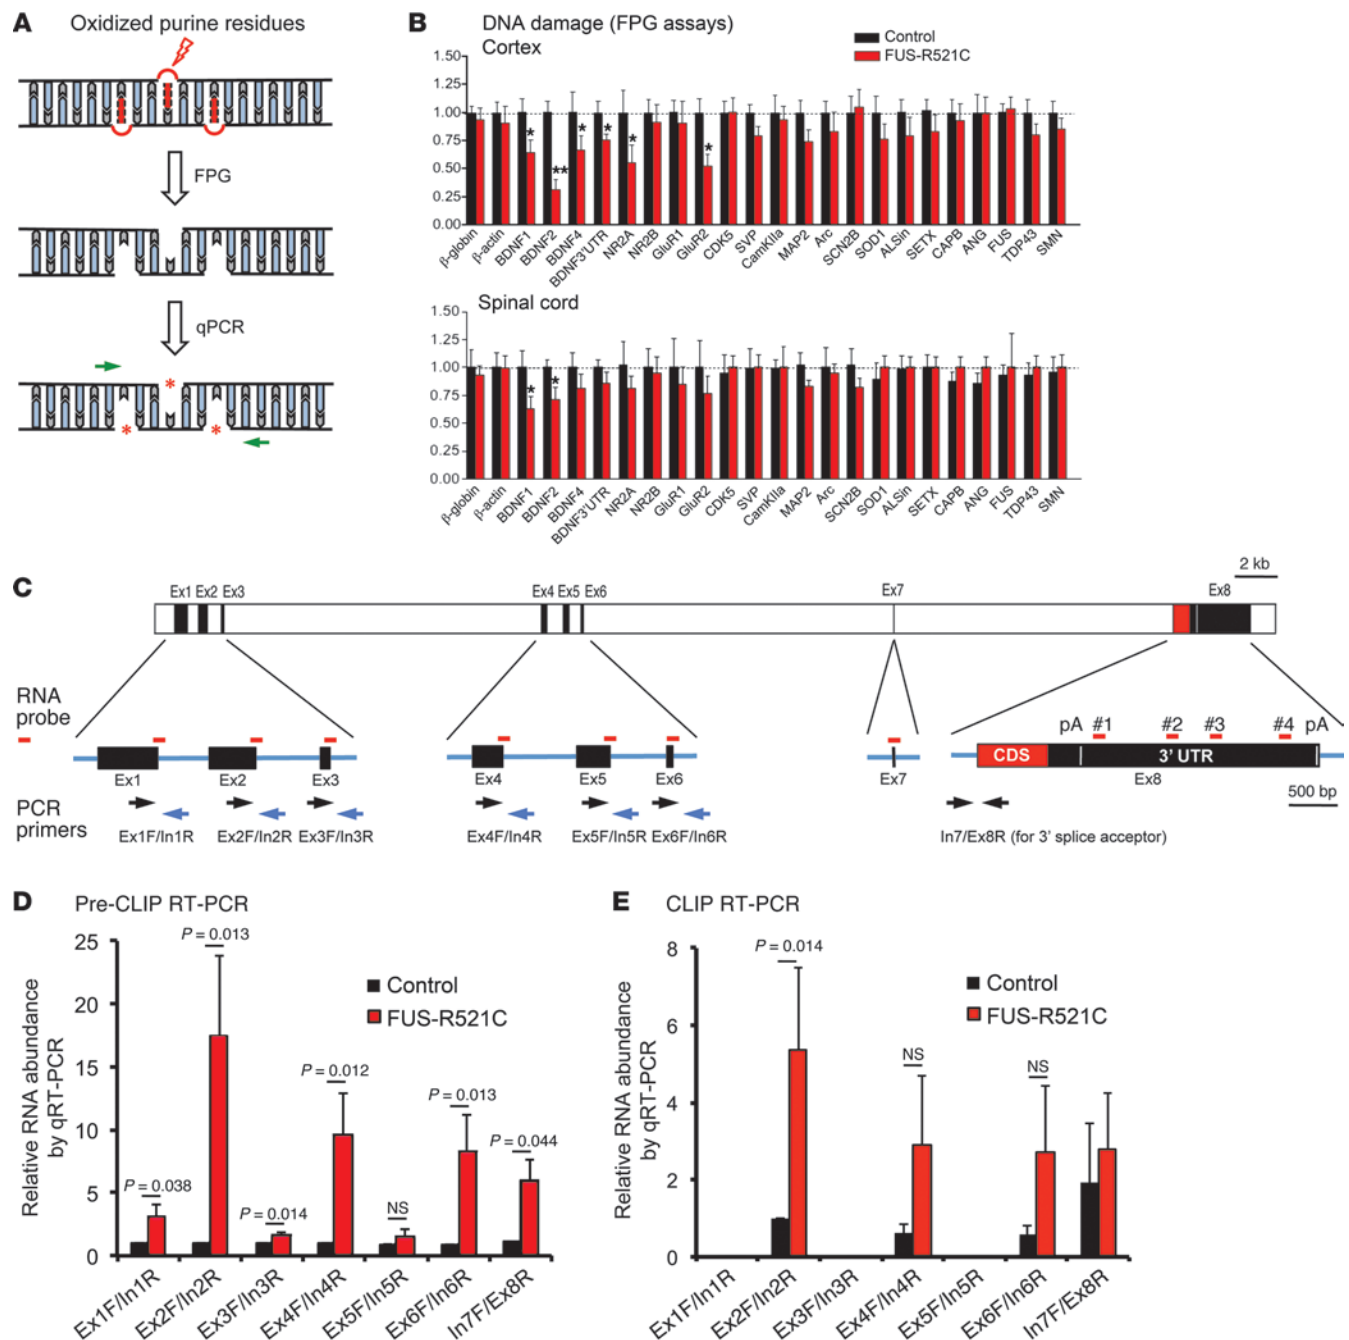 A
Oxidized purine residues
FPG
qPCR
*
* *
B
DNA damage (FPG assays)
Cortex
Control
FUS-R521C
1.50
1.25
1.00
0.75
0.50
0.25
0.00
* ** * * * *
β-globin β-actin BDNF1 BDNF2 BDNF4 BDNF3'UTR NR2A NR2B GluR1 GluR2 CDK5 SVP CamKIIa MAP2 Arc SCN2B SOD1 ALSin SETX CAPB ANG FUS TDP43 SMN
Spinal cord
1.50
1.25
1.00
0.75
0.50
0.25
0.00
* *
β-globin β-actin BDNF1 BDNF2 BDNF4 BDNF3'UTR NR2A NR2B GluR1 GluR2 CDK5 SVP CamKIIa MAP2 Arc SCN2B SOD1 ALSin SETX CAPB ANG FUS TDP43 SMN
C
2 kb
Ex1 Ex2 Ex3 Ex4 Ex5 Ex6 Ex7 Ex8
RNA
probe
pA #1 #2 #3 #4 pA
CDS 3' UTR
Ex1 Ex2 Ex3 Ex4 Ex5 Ex6 Ex7 Ex8
500 bp
PCR
primers
Ex1F/In1R Ex2F/In2R Ex3F/In3R Ex4F/In4R Ex5F/In5R Ex6F/In6R In7/Ex8R (for 3' splice acceptor)
D
Pre-CLIP RT-PCR
Relative RNA abundance
by qRT-PCR
25
20
15
10
5
0
Control
FUS-R521C
P = 0.038
P = 0.013
P = 0.014
P = 0.012
NS
P = 0.013
P = 0.044
Ex1F/In1R Ex2F/In2R Ex3F/In3R Ex4F/In4R Ex5F/In5R Ex6F/In6R In7F/Ex8R
E
CLIP RT-PCR
Relative RNA abundance
by qRT-PCR
8
6
4
2
0
Control
FUS-R521C
P = 0.014
NS
NS
Ex1F/In1R Ex2F/In2R Ex3F/In3R Ex4F/In4R Ex5F/In5R Ex6F/In6R In7F/Ex8R